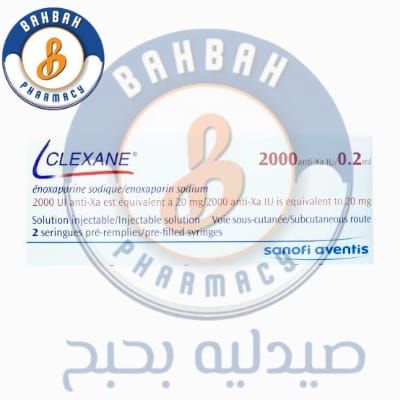 BAHBAH
PHARMACY
BAHBAH
CLEXANE®
2000 anti-Xa IU/0.2 ml
énoxaparine sodique/enoxaparin sodium
2000 UI anti-Xa est équivalent à 20 mg/2000 anti-Xa IU is equivalent to 20 mg
Solution injectable/Injectable solution Voie sous-cutanée/Subcutaneous route
2 seringues pré-remplies/pre-filled syringes
sanofi aventis
PHARMACY
صيدليه بحبح